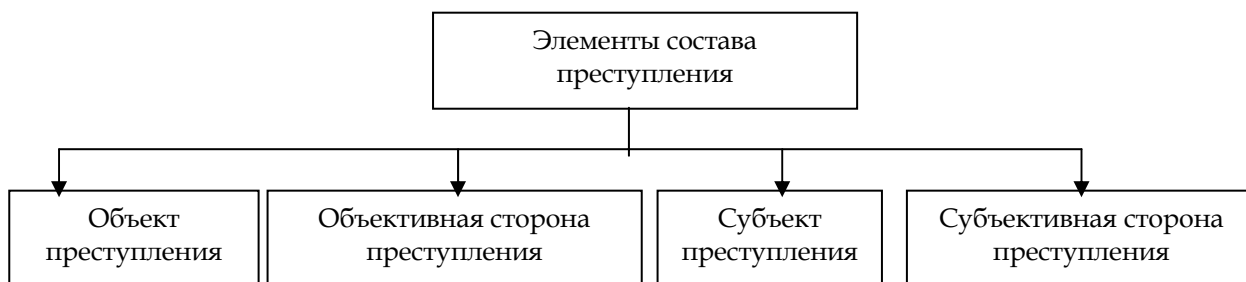 Элементы состава
преступления
Объект
преступления
Объективная сторона
преступления
Субъект
преступления
Субъективная сторона
преступления